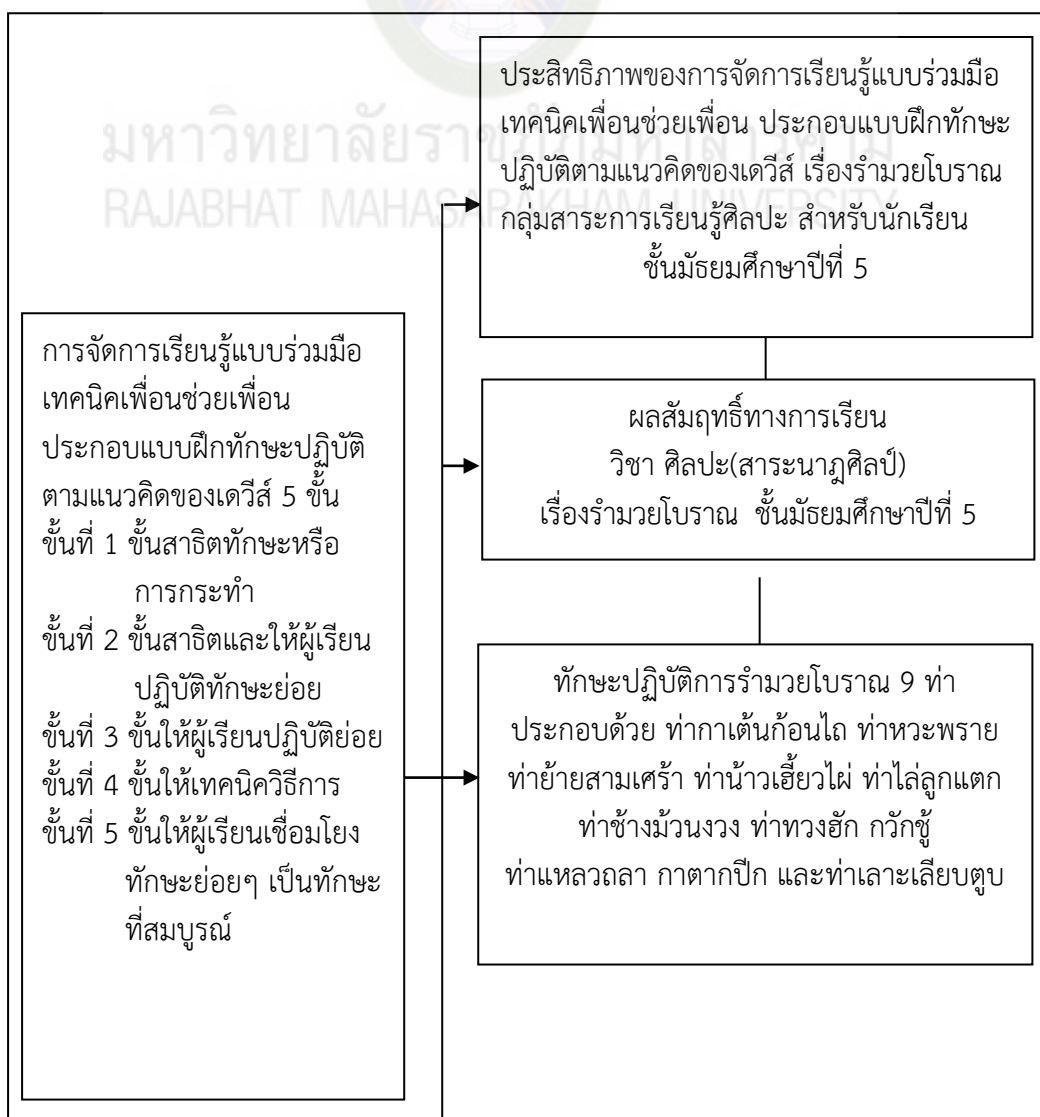 มหาวิทยาลัยราชภัฏมหาสารคาม
RAJABHAT MAHASARAKHAM UNIVERSITY
ประสิทธิภาพของการจัดการเรียนรู้แบบร่วมมือ
เทคนิคเพื่อนช่วยเพื่อน ประกอบแบบฝึกทักษะ
ปฏิบัติตามแนวคิดของเดวีส์ เรื่องรำมวยโบราณ
กลุ่มสาระการเรียนรู้ศิลปะ สำหรับนักเรียน
ชั้นมัธยมศึกษาปีที่ 5
การจัดการเรียนรู้แบบร่วมมือ
เทคนิคเพื่อนช่วยเพื่อน
ประกอบแบบฝึกทักษะปฏิบัติ
ตามแนวคิดของเดวีส์ 5 ขั้น
ขั้นที่ 1 ขั้นสาธิตทักษะหรือ
การกระทำ
ขั้นที่ 2 ขั้นสาธิตและให้ผู้เรียน
ปฏิบัติทักษะย่อย
ขั้นที่ 3 ขั้นให้ผู้เรียนปฏิบัติย่อย
ขั้นที่ 4 ขั้นให้เทคนิควิธีการ
ขั้นที่ 5 ขั้นให้ผู้เรียนเชื่อมโยง
ทักษะย่อยๆ เป็นทักษะ
ที่สมบูรณ์
ผลสัมฤทธิ์ทางการเรียน
วิชา ศิลปะ(สาระนาฏศิลป์)
เรื่องรำมวยโบราณ ชั้นมัธยมศึกษาปีที่ 5
ทักษะปฏิบัติการรำมวยโบราณ 9 ท่า
ประกอบด้วย ท่ากาเต้นก้อนไถ ท่าหวะพราย
ท่าย้ายสามเศร้า ท่าน้าวเฮี้ยวไผ่ ท่าไล่ลูกแตก
ท่าช้างม้วนงวง ท่าทวงฮัก กวักชู้
ท่าแหลวถลา กาตากปีก และท่าเลาะเลียบตูบ